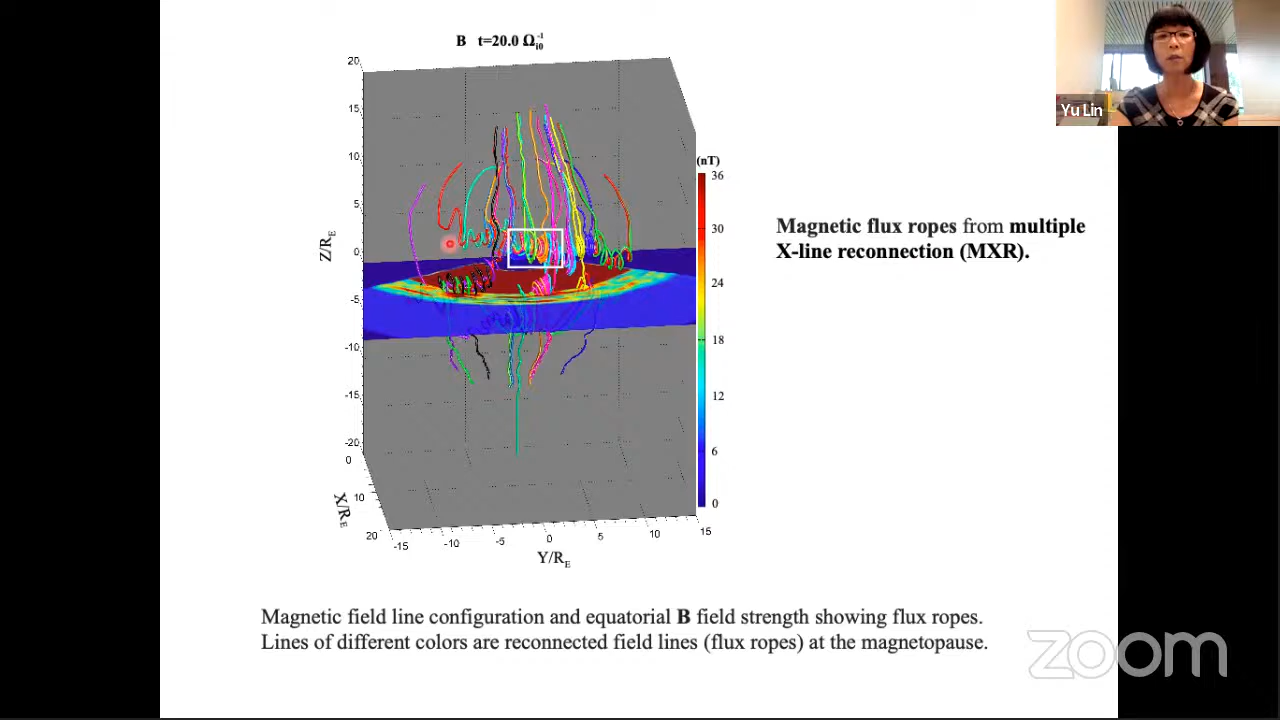 B t=20.0 Ω_i0^-1
Yu Lin
20
15
10
5
0
-5
-10
-15
-20
Z/R_E
0
10
20
X/R_E
-15
-10
-5
0
5
10
15
Y/R_E
(nT)
36
30
24
18
12
6
0
Magnetic flux ropes from multiple
X-line reconnection (MXR).
Magnetic field line configuration and equatorial B field strength showing flux ropes.
Lines of different colors are reconnected field lines (flux ropes) at the magnetopause.
zoom